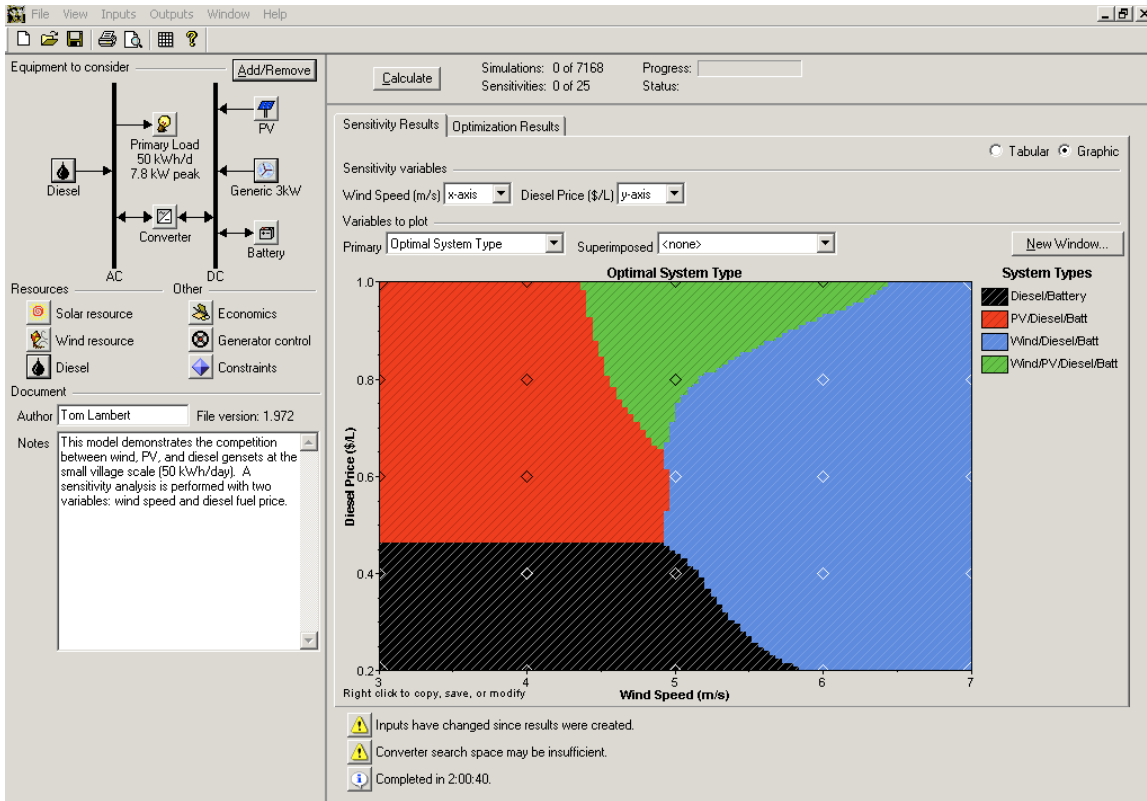 File View Inputs Outputs Window Help
Equipment to consider
Add/Remove
Primary Load
50 kWh/d
7.8 kW peak
PV
Diesel
Generic 3kW
Converter
Battery
AC
DC
Resources
Other
Solar resource
Economics
Wind resource
Generator control
Diesel
Constraints
Document
Author Tom Lambert File version: 1.972
Notes
This model demonstrates the competition
between wind, PV, and diesel gensets at the
small village scale (50 kWh/day). A
sensitivity analysis is performed with two
variables: wind speed and diesel fuel price.
Calculate
Simulations: 0 of 7168 Progress:
Sensitivities: 0 of 25 Status:
Sensitivity Results Optimization Results
Tabular Graphic
Sensitivity variables
Wind Speed (m/s) x-axis Diesel Price ($/L) y-axis
Variables to plot
Primary Optimal System Type Superimposed <none> New Window...
Optimal System Type
System Types
Diesel/Battery
PV/Diesel/Batt
Wind/Diesel/Batt
Wind/PV/Diesel/Batt
1.0
0.8
0.6
0.4
0.2
Diesel Price ($/L)
3 4 5 6 7
Wind Speed (m/s)
Right click to copy, save, or modify
Inputs have changed since results were created.
Converter search space may be insufficient.
Completed in 2:00:40.